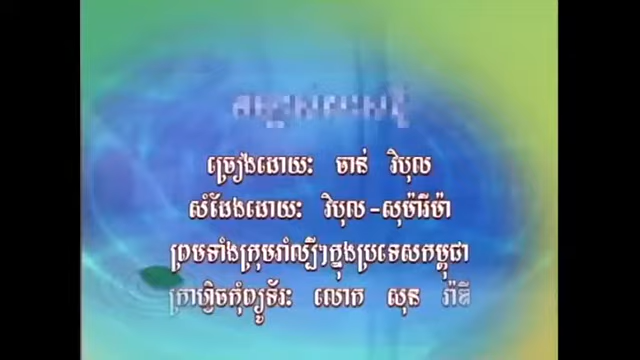 ច្រៀងដោយៈ ចាន់ វិបុល
សំដែងដោយៈ វិបុល-សុម៉ារីម៉ា
ព្រមទាំងក្រុមរាំល្បីៗក្នុងប្រទេសកម្ពុជា
ក្រាហ្វិចកុំព្យូទ័រៈ លោក សុន រ៉ាឌី